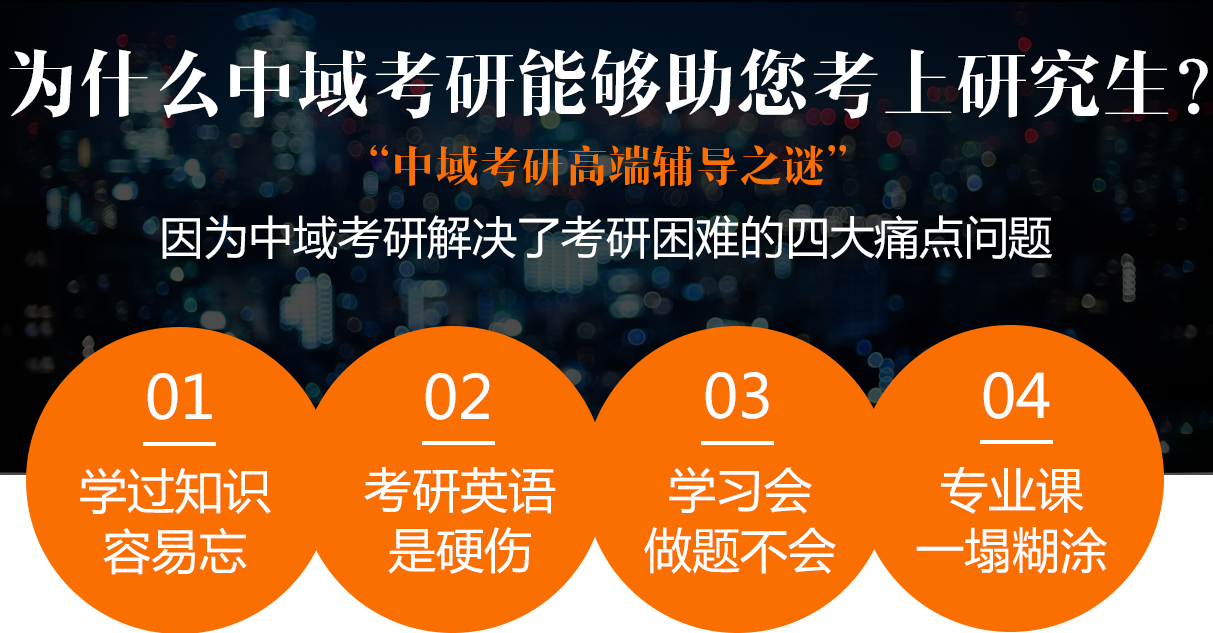 为什么中域考研能够助您考上研究生?
“中域考研高端辅导之谜”
因为中域考研解决了考研困难的四大痛点问题
01
学过知识
容易忘
02
考研英语
是硬伤
03
学习会
做题不会
04
专业课
一塌糊涂